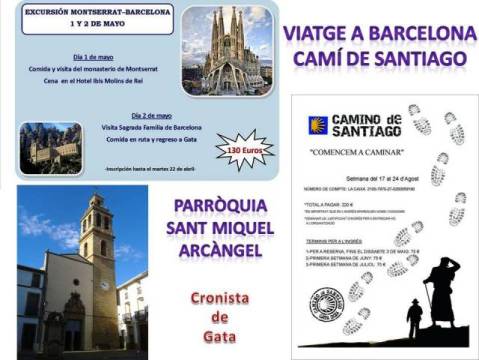 EXCURSIÓN MONTSERRAT–BARCELONA
1 Y 2 DE MAYO
Día 1 de mayo
Comida y visita del monasterio de Montserrat
Cena en el Hotel Ibis Molins de Rei
Día 2 de mayo
Visita Sagrada Familia de Barcelona
Comida en ruta y regreso a Gata
130 Euros
-Inscripción hasta el martes 22 de abril-
VIATGE A BARCELONA
CAMÍ DE SANTIAGO
CAMINO de
SANTIAGO
"COMENCEM A CAMINAR"
Setmana del 17 al 24 d'Agost
NÚMERO DE COMPTE: LA CAIXA
*TOTAL A PAGAR: 220 €
TERMINIS PER A L'INGRÉS:
1-PER A RESERVA, FINS EL DISSABTE 3 DE MAIG: 75 €
2-PRIMERA SETMANA DE JUNY: 75 €
3-PRIMERA SETMANA DE JULIOL: 70 €
PARRÒQUIA
SANT MIQUEL
ARCÀNGEL
Cronista
de
Gata